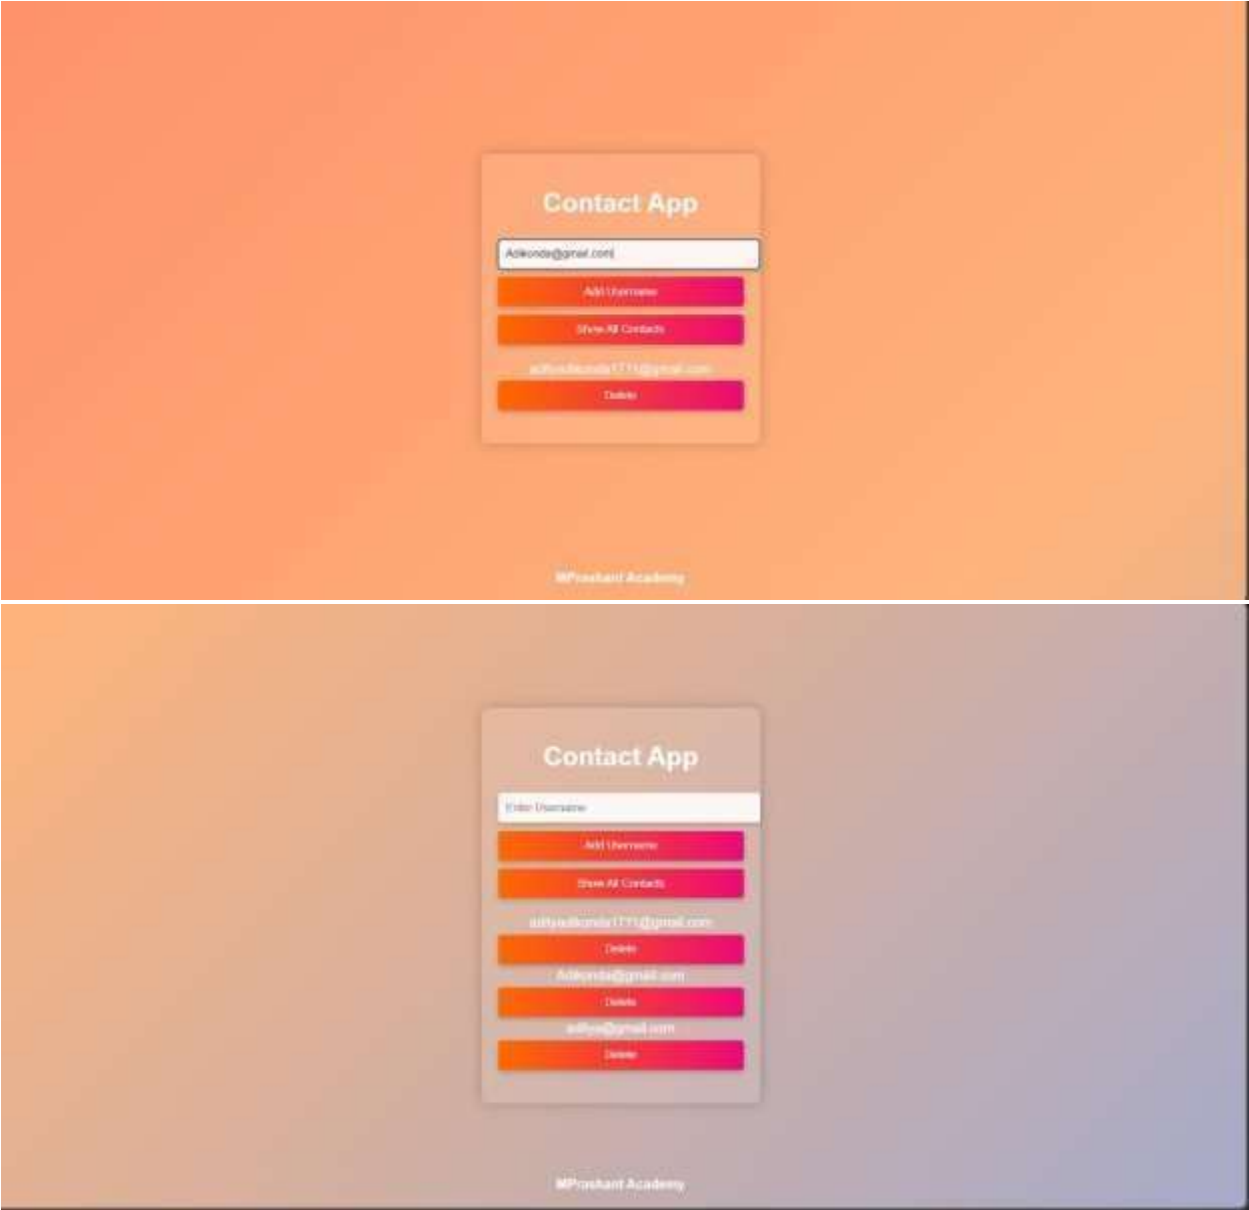 Contact App
Adikonda@gmail.com
Add Username
Show All Contacts
Delete
MPrashant Academy
Contact App
Enter Username
Add Username
Show All Contacts
Delete
Adikonda@gmail.com
Delete
aditya@gmail.com
Delete
MPrashant Academy